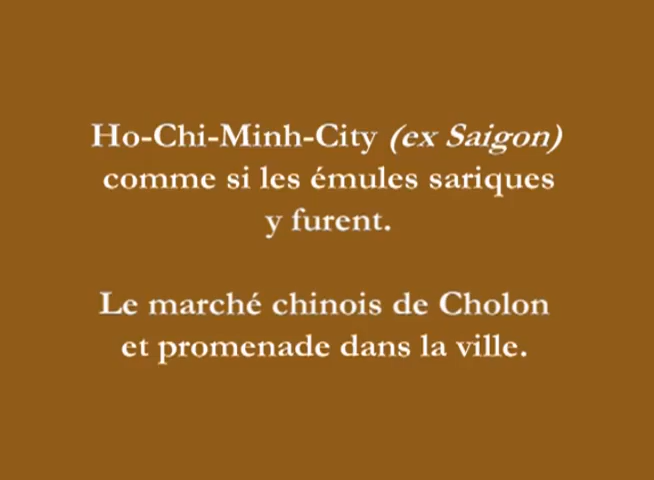 Ho-Chi-Minh-City (ex Saigon)
comme si les émules sariques
y furent.
Le marché chinois de Cholon
et promenade dans la ville.